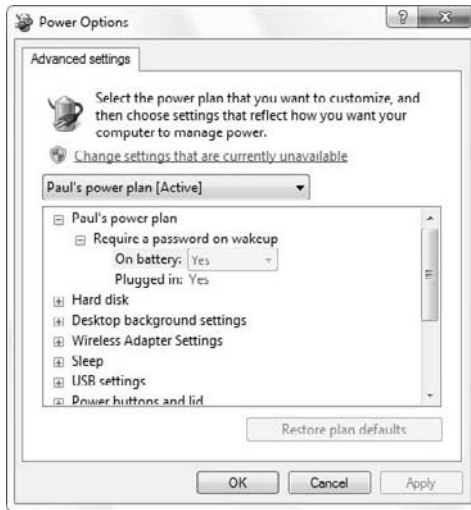 Power Options
Advanced settings
Select the power plan that you want to customize, and
then choose settings that reflect how you want your
computer to manage power.
Change settings that are currently unavailable
Paul's power plan [Active]
Paul's power plan
Require a password on wakeup
On battery: Yes
Plugged in: Yes
Hard disk
Desktop background settings
Wireless Adapter Settings
Sleep
USB settings
Power buttons and lid
Restore plan defaults
OK Cancel Apply